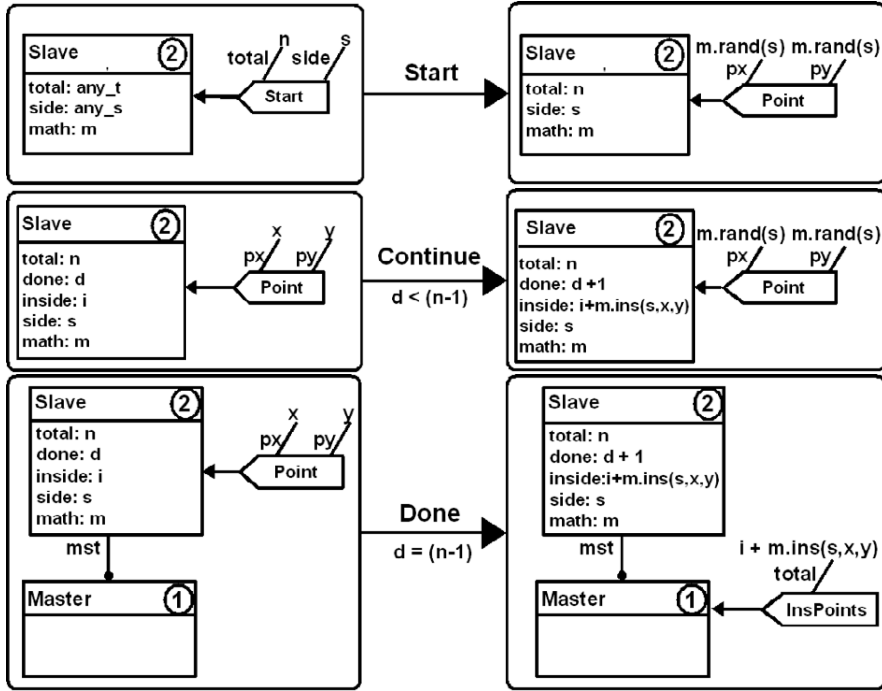 n s
total side
Slave 2
total: any_t
side: any_s
math: m
Start
Start
m.rand(s) m.rand(s)
px py
Slave 2
total: n
side: s
math: m
Point
x y
px py
Slave 2
total: n
done: d
inside: i
side: s
math: m
Point
Continue
d < (n-1)
m.rand(s) m.rand(s)
px py
Slave 2
total: n
done: d +1
inside: i+m.ins(s,x,y)
side: s
math: m
Point
x y
px py
Slave 2
total: n
done: d
inside: i
side: s
math: m
Point
mst
Master 1
Done
d = (n-1)
Slave 2
total: n
done: d + 1
inside:i+m.ins(s,x,y)
side: s
math: m
mst
Master 1
i + m.ins(s,x,y)
total
InsPoints